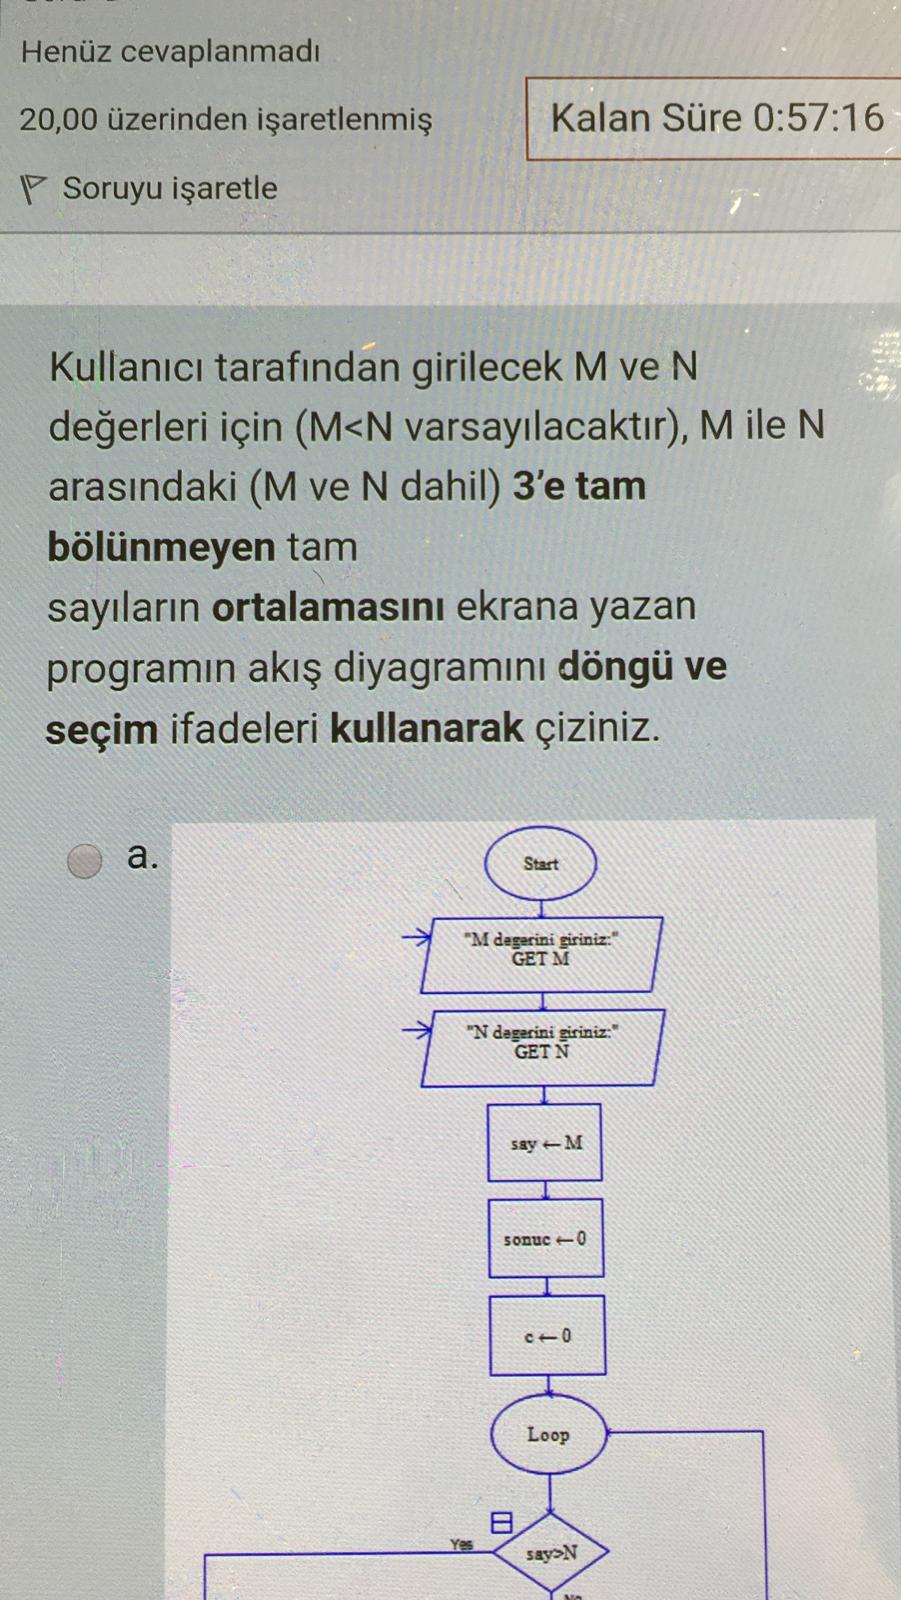 Henüz cevaplanmadı
20,00 üzerinden işaretlenmiş
Kalan Süre 0:57:16
Soruyu işaretle
Kullanıcı tarafından girilecek M ve N
değerleri için (M<N varsayılacaktır), M ile N
arasındaki (M ve N dahil) 3'e tam
bölünmeyen tam
sayıların ortalamasını ekrana yazan
programın akış diyagramını döngü ve
seçim ifadeleri kullanarak çiziniz.
a.
Start
"M degerini giriniz:"
GET M
"N degerini giriniz:"
GET N
say ← M
sonuc ← 0
c ← 0
Loop
Yes
say>N